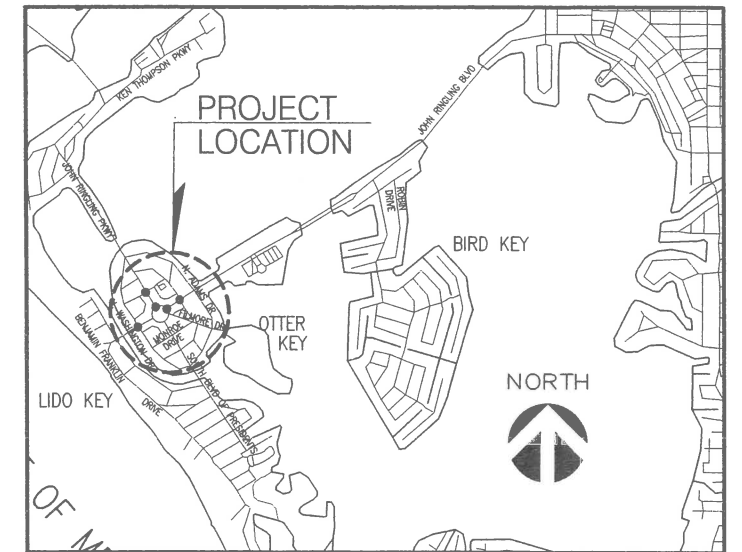 KEN THOMPSON PKWY
PROJECT
LOCATION
JOHN RINGLING BLVD
JOHN RINGLING PKWY
ROBIN
DRIVE
BIRD KEY
N. ADAMS DR
FILMORE DR
N. WASHINGTON DR
MONROE
DRIVE
OTTER
KEY
BENJAMIN FRANKLIN
DRIVE
LIDO KEY
SOUTH BLVD OF PRESIDENTS
NORTH
OF M